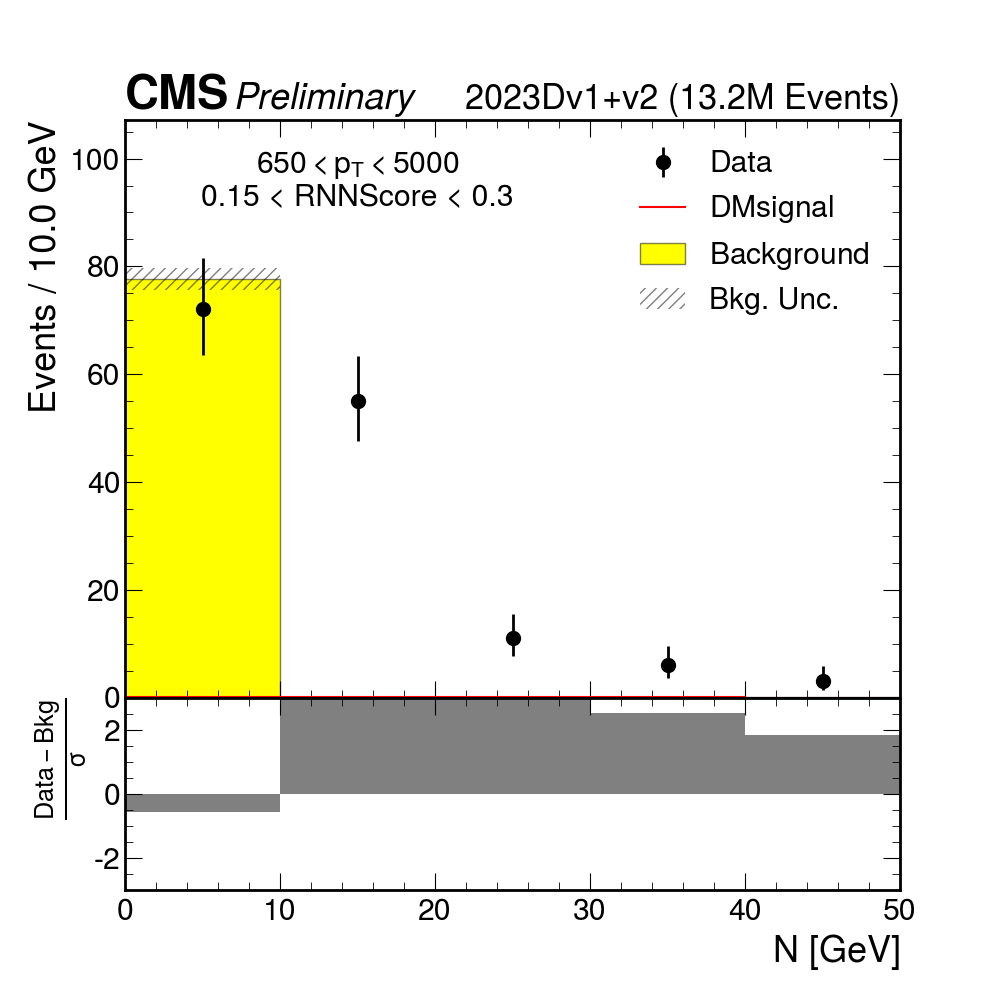 CMS Preliminary 2023Dv1+v2 (13.2M Events)
Events / 10.0 GeV
650 < pT < 5000
0.15 < RNNScore < 0.3
Data
DMsignal
Background
Bkg. Unc.
100
80
60
40
20
0
Data – Bkg
σ
2
0
-2
0 10 20 30 40 50
N [GeV]